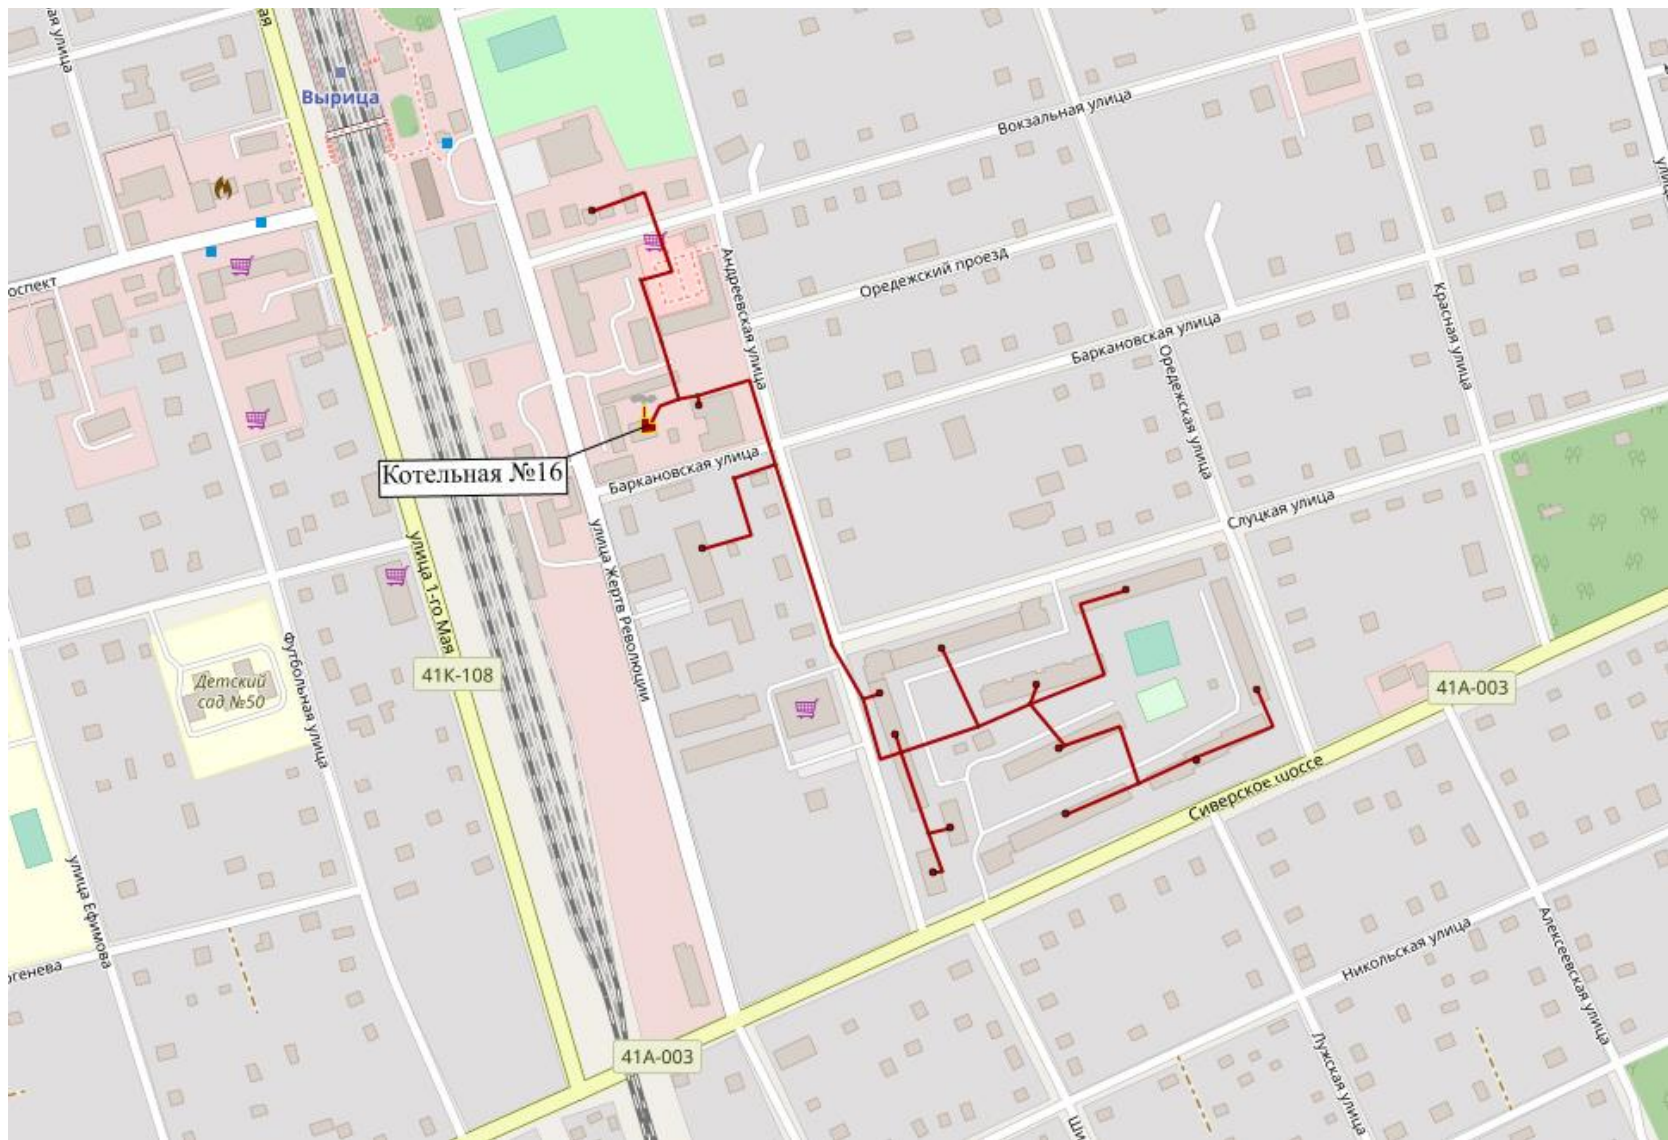 Вырица
Вокзальная улица
Андреевская улица
Оредежский проезд
Баркановская улица
Красная улица
Оредежская улица
Котельная №16
Баркановская улица
Слуцкая улица
улица 1-го Мая
улица Жертв Революции
Футбольная улица
Детский
сад №50
41К-108
41А-003
Сиверское шоссе
улица Ефимова
Никольская улица
Алексеевская улица
41А-003
Лужская улица